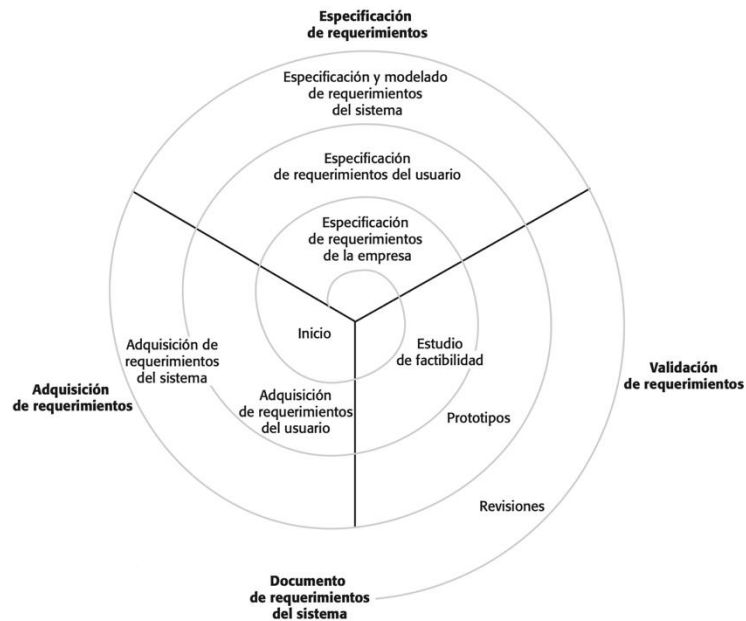 Especificación
de requerimientos
Especificación y modelado
de requerimientos
del sistema
Especificación
de requerimientos del usuario
Especificación
de requerimientos
de la empresa
Inicio
Estudio
de factibilidad
Adquisición de
requerimientos
del sistema
Validación
de requerimientos
Adquisición
de requerimientos
Adquisición
de requerimientos
del usuario
Prototipos
Revisiones
Documento
de requerimientos
del sistema